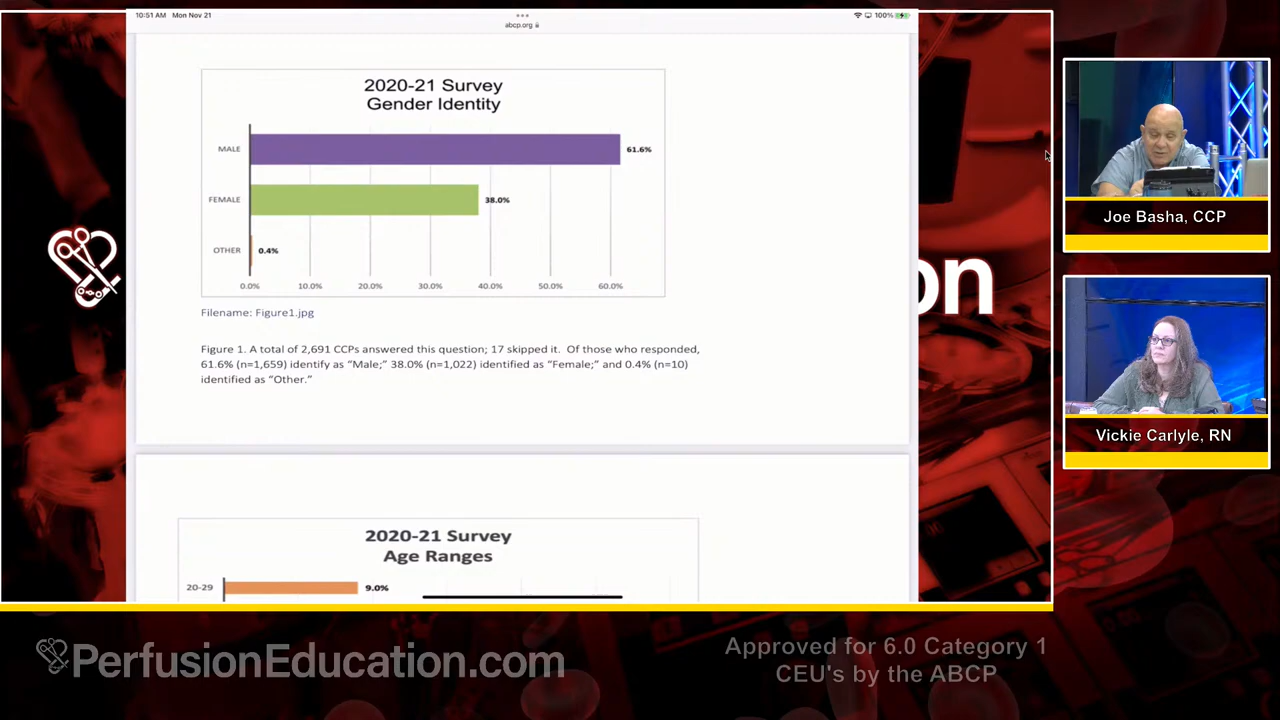 10:51 AM Mon Nov 21
abcp.org
100%
2020-21 Survey
Gender Identity
MALE
61.6%
FEMALE
38.0%
OTHER
0.4%
0.0% 10.0% 20.0% 30.0% 40.0% 50.0% 60.0%
Filename: Figure1.jpg
Figure 1. A total of 2,691 CCPs answered this question; 17 skipped it. Of those who responded,
61.6% (n=1,659) identify as “Male;” 38.0% (n=1,022) identified as “Female;” and 0.4% (n=10)
identified as “Other.”
2020-21 Survey
Age Ranges
20-29
9.0%
on
Joe Basha, CCP
Vickie Carlyle, RN
PerfusionEducation.com
Approved for 6.0 Category 1
CEU's by the ABCP